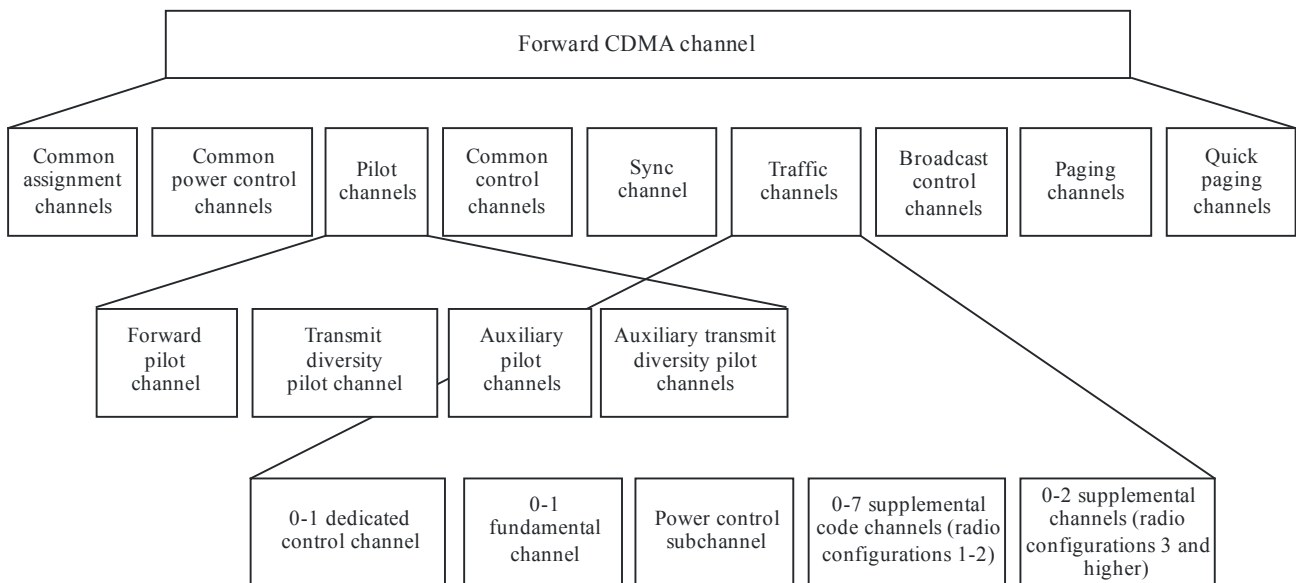 Forward CDMA channel
Common
assignment
channels
Common
power control
channels
Pilot
channels
Common
control
channels
Sync
channel
Traffic
channels
Broadcast
control
channels
Paging
channels
Quick
paging
channels
Forward
pilot
channel
Transmit
diversity
pilot channel
Auxiliary
pilot
channels
Auxiliary transmit
diversity pilot
channels
0-1 dedicated
control channel
0-1
fundamental
channel
Power control
subchannel
0-7 supplemental
code channels (radio
configurations 1-2)
0-2 supplemental
channels (radio
configurations 3 and
higher)